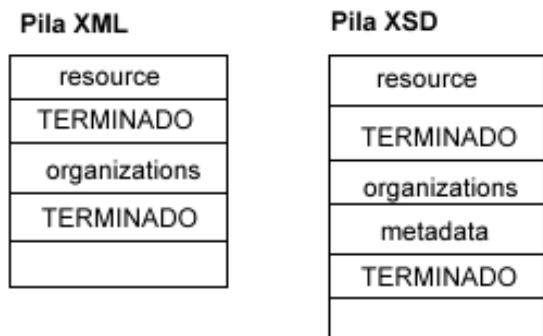 Pila XML
resource
TERMINADO
organizations
TERMINADO
Pila XSD
resource
TERMINADO
organizations
metadata
TERMINADO